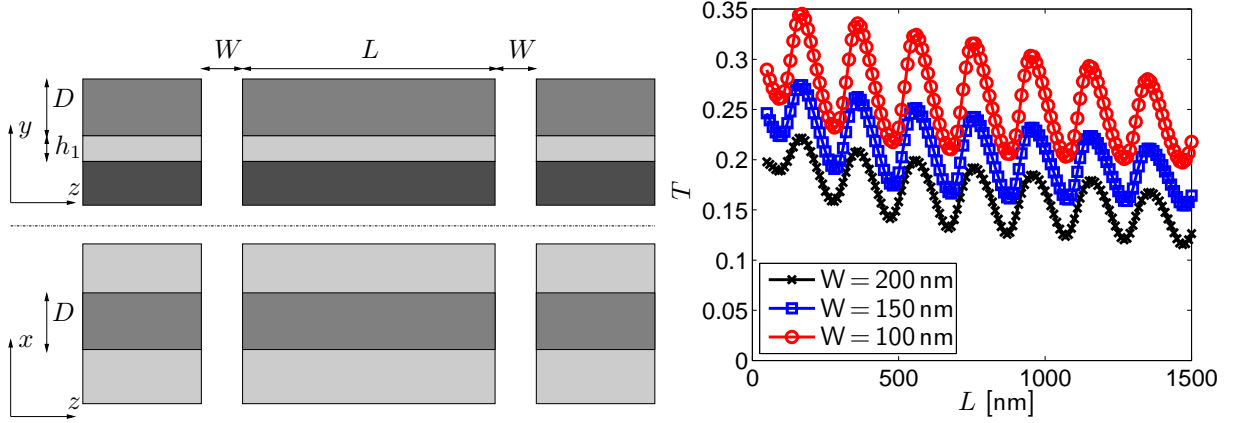 W
L
W
D
y
h₁
z
D
x
z
0.35
0.3
0.25
0.2
0.15
0.1
0.05
0
T
W = 200 nm
W = 150 nm
W = 100 nm
0
500
1000
1500
L [nm]